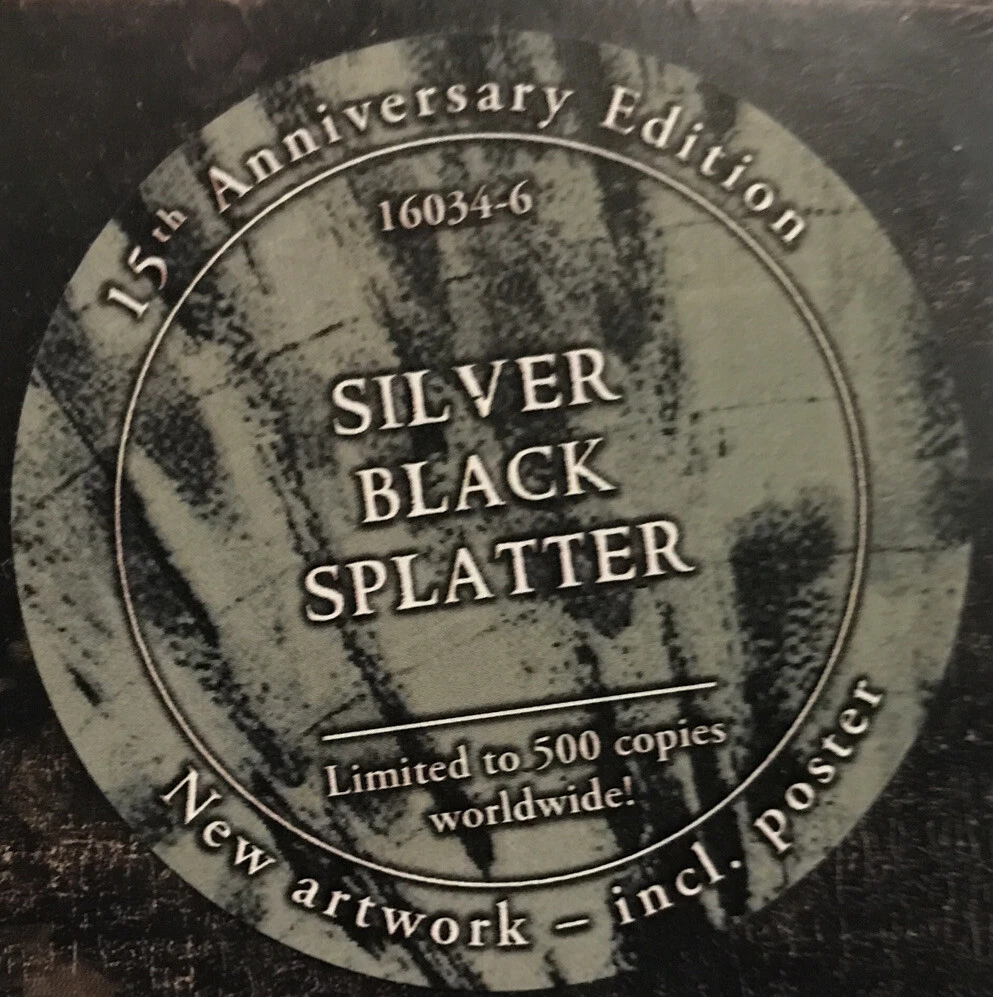 15th Anniversary Edition
16034-6
SILVER
BLACK
SPLATTER
Limited to 500 copies
worldwide!
New artwork – incl. poster